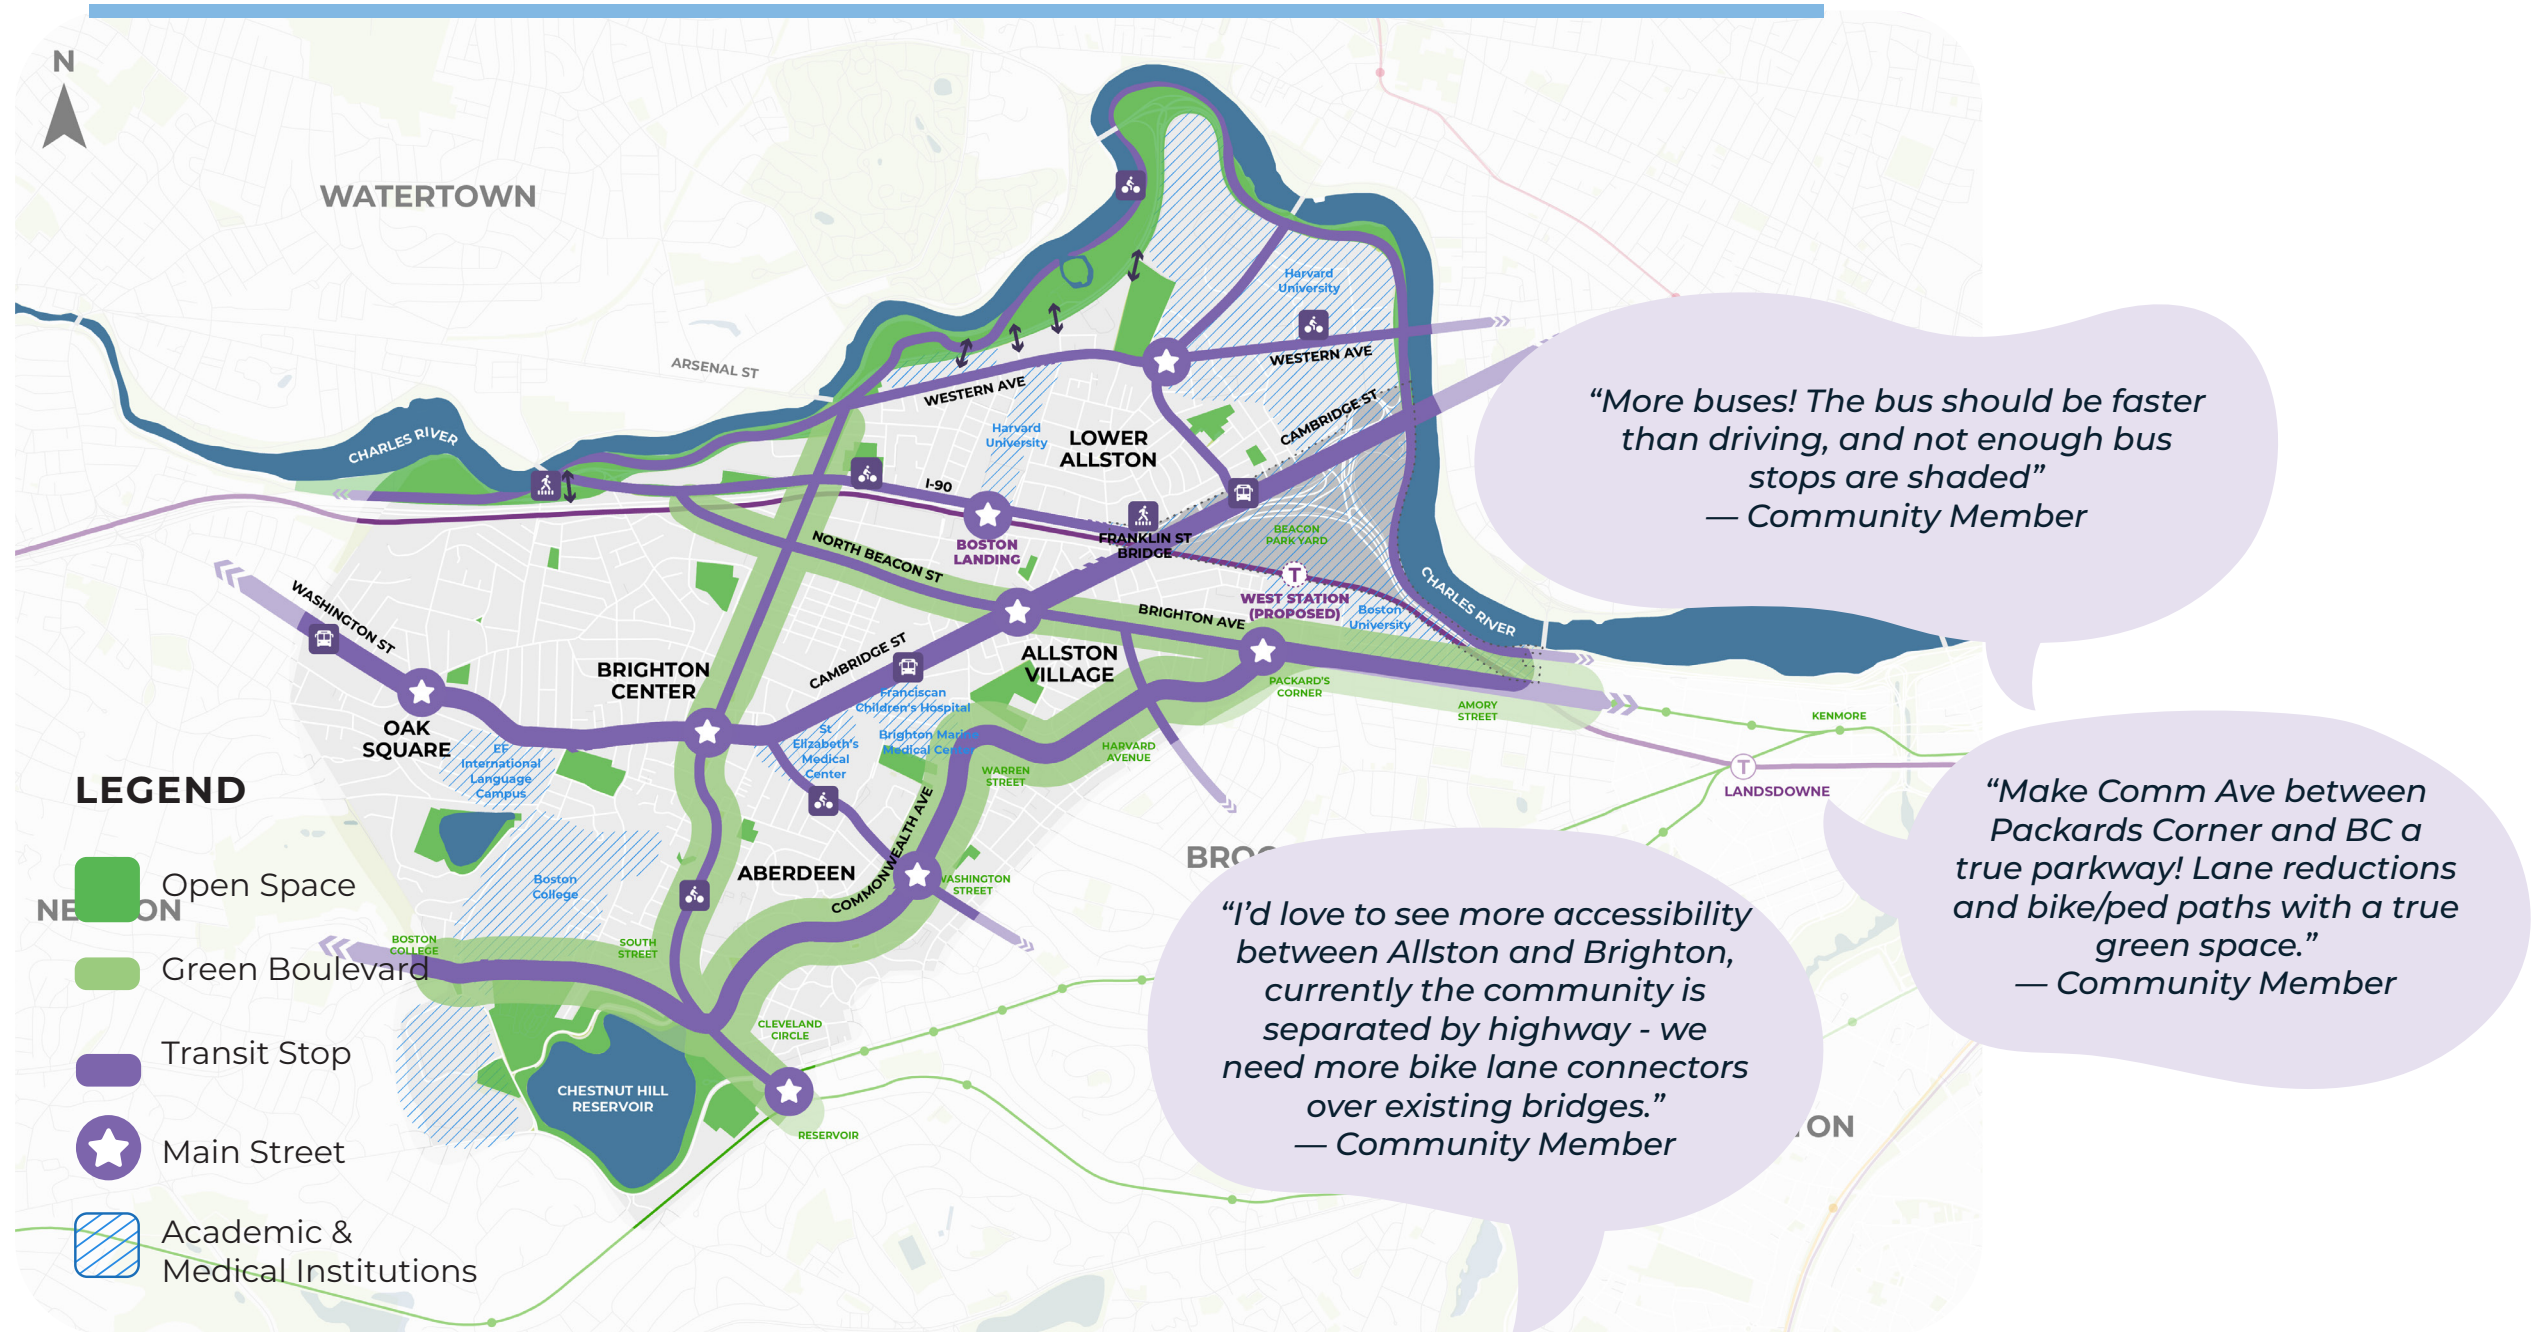 N
WATERTOWN
ARSENAL ST
CHARLES RIVER
Harvard
University
WESTERN AVE
WESTERN AVE
CAMBRIDGE ST
Harvard
University
LOWER
ALLSTON
I-90
BOSTON
LANDING
FRANKLIN ST
BRIDGE
BEACON
PARK YARD
NORTH BEACON ST
WEST STATION
(PROPOSED)
T
BRIGHTON AVE
Boston
University
CHARLES RIVER
WASHINGTON ST
BRIGHTON
CENTER
CAMBRIDGE ST
ALLSTON
VILLAGE
PACKARD'S
CORNER
AMORY
STREET
KENMORE
T
LANDSDOWNE
OAK
SQUARE
EF
International
Language
Campus
St
Elizabeth's
Medical
Center
Franciscan
Children's Hospital
Brighton Marine
Medical Center
WARREN
STREET
HARVARD
AVENUE
COMMONWEALTH AVE
ABERDEEN
WASHINGTON
STREET
Boston
College
BOSTON
COLLEGE
SOUTH
STREET
CLEVELAND
CIRCLE
CHESTNUT HILL
RESERVOIR
RESERVOIR
LEGEND
Open Space
Green Boulevard
Transit Stop
Main Street
Academic &
Medical Institutions
“More buses! The bus should be faster
than driving, and not enough bus
stops are shaded”
— Community Member
“Make Comm Ave between
Packards Corner and BC a
true parkway! Lane reductions
and bike/ped paths with a true
green space.”
— Community Member
“I’d love to see more accessibility
between Allston and Brighton,
currently the community is
separated by highway - we
need more bike lane connectors
over existing bridges.”
— Community Member